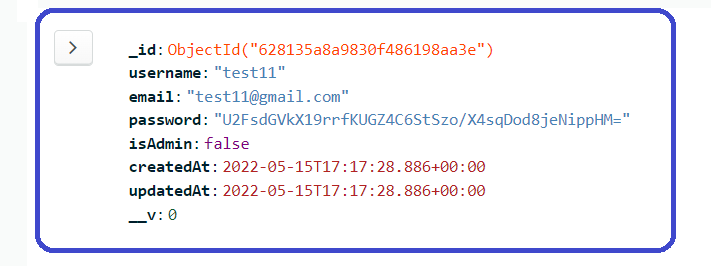 _id: ObjectId("628135a8a9830f486198aa3e")
username: "test11"
email: "test11@gmail.com"
password: "U2FsdGVkX19rrfKUGZ4C6StSzo/X4sqDod8jeNippHM="
isAdmin: false
createdAt: 2022-05-15T17:17:28.886+00:00
updatedAt: 2022-05-15T17:17:28.886+00:00
__v: 0